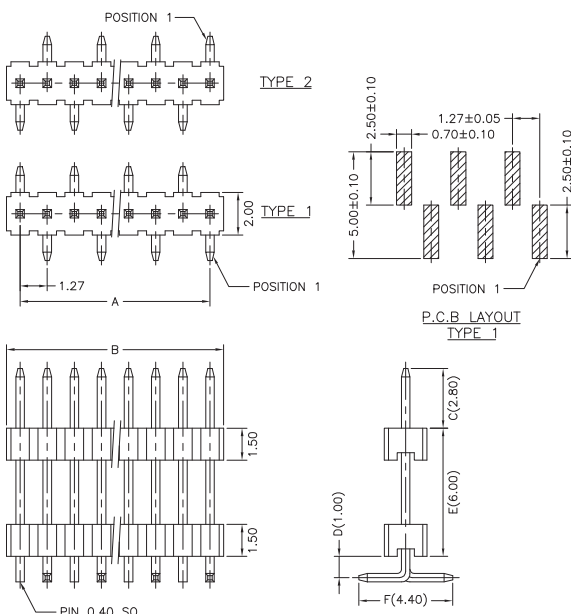 POSITION 1
TYPE 2
2.00
TYPE 1
1.27
A
POSITION 1
2.50±0.10
1.27±0.05
0.70±0.10
5.00±0.10
2.50±0.10
POSITION 1
P.C.B LAYOUT
TYPE 1
B
1.50
1.50
PIN 0.40 SQ
C(2.80)
E(6.00)
D(1.00)
F(4.40)